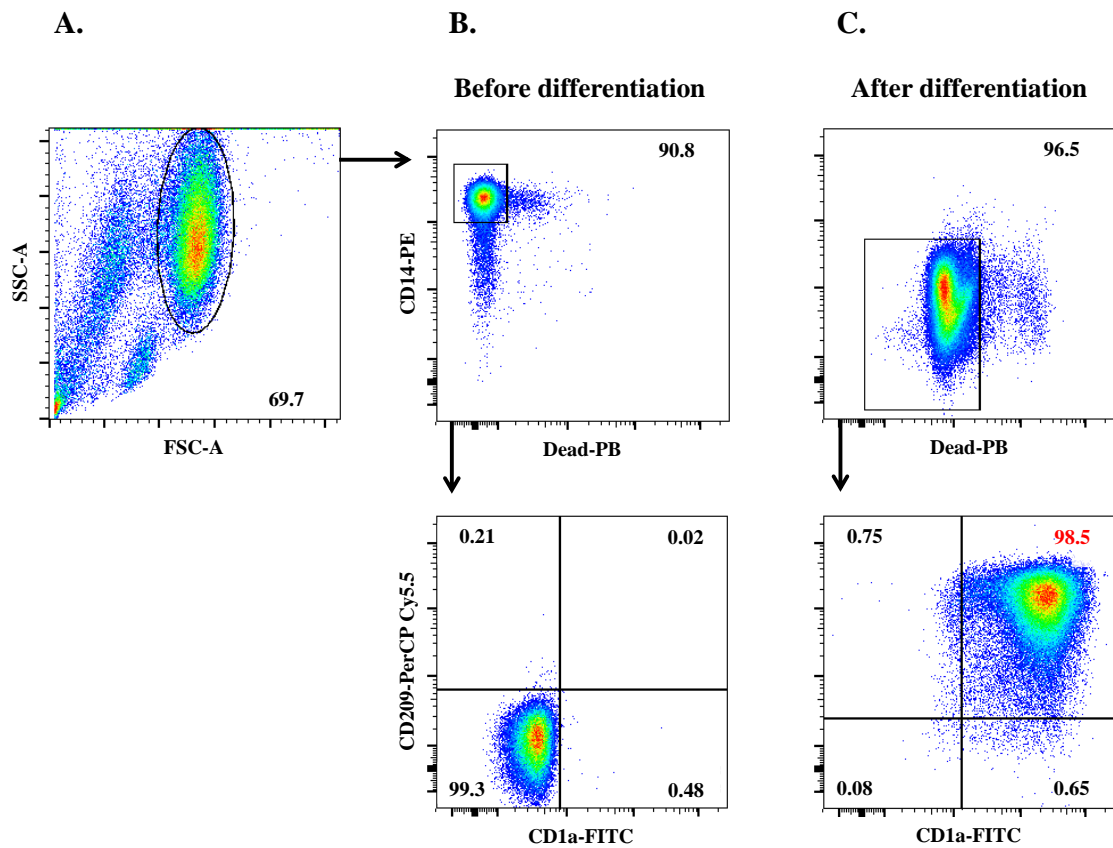 A.
B.
C.
Before differentiation
After differentiation
SSC-A
69.7
FSC-A
CD14-PE
90.8
Dead-PB
96.5
Dead-PB
CD209-PerCP Cy5.5
0.21
0.02
99.3
0.48
CD1a-FITC
0.75
98.5
0.08
0.65
CD1a-FITC